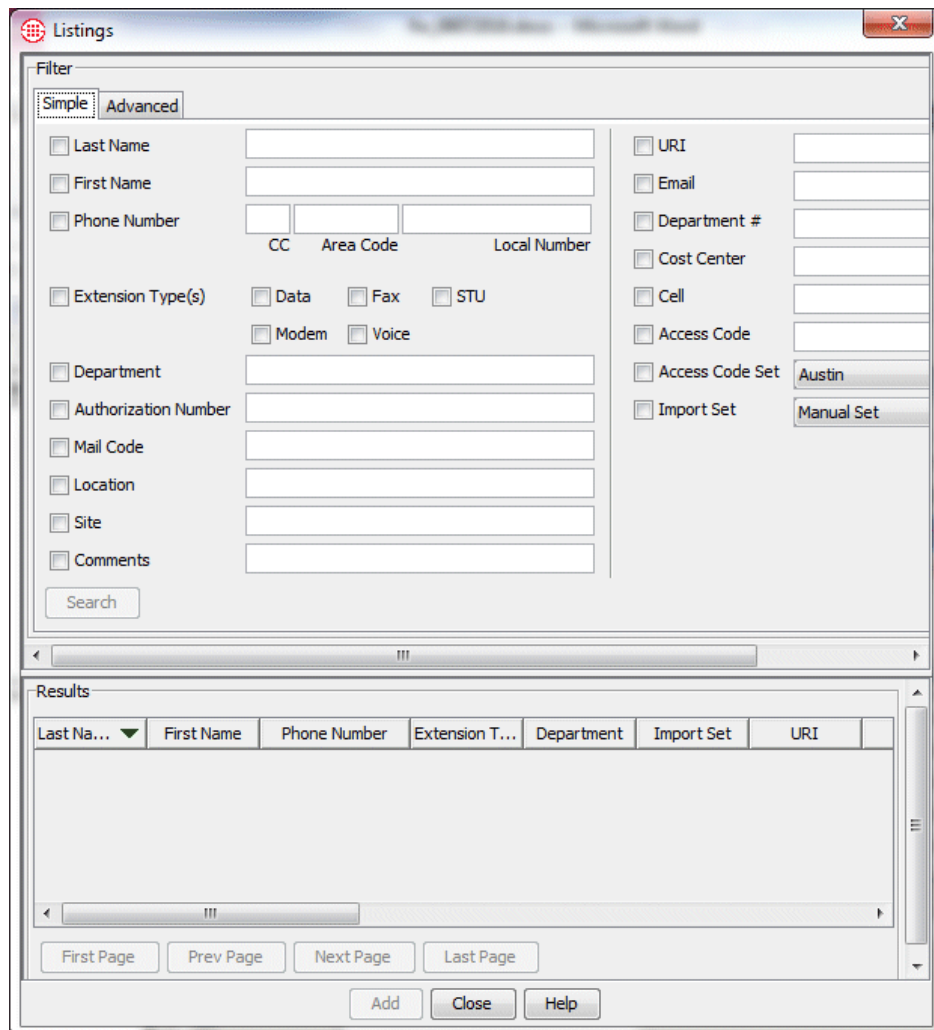 Listings
Filter
Simple Advanced
Last Name
First Name
Phone Number
CC Area Code Local Number
Extension Type(s) Data Fax STU
Modem Voice
Department
Authorization Number
Mail Code
Location
Site
Comments
URI
Email
Department #
Cost Center
Cell
Access Code
Access Code Set Austin
Import Set Manual Set
Search
Results
Last Na... First Name Phone Number Extension T... Department Import Set URI
First Page Prev Page Next Page Last Page
Add Close Help